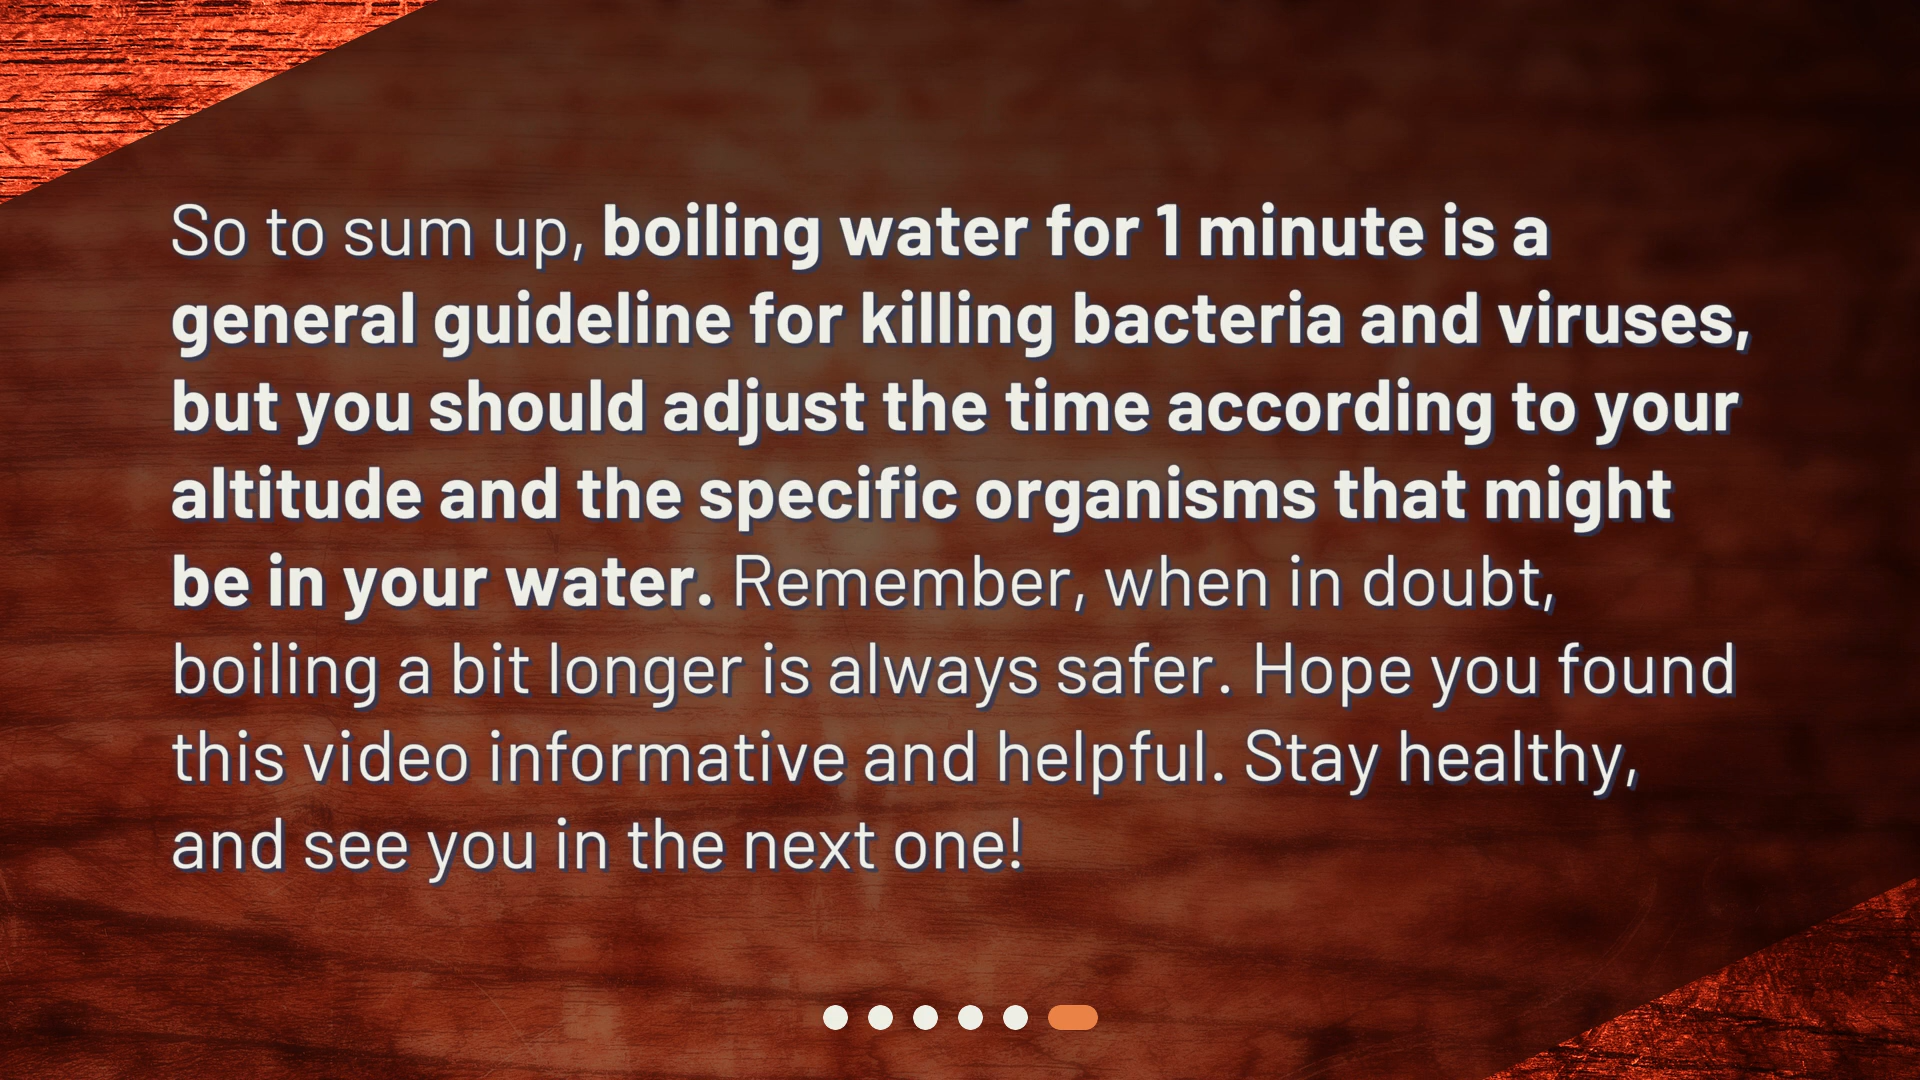 So to sum up, boiling water for 1 minute is a
general guideline for killing bacteria and viruses,
but you should adjust the time according to your
altitude and the specific organisms that might
be in your water. Remember, when in doubt,
boiling a bit longer is always safer. Hope you found
this video informative and helpful. Stay healthy,
and see you in the next one!